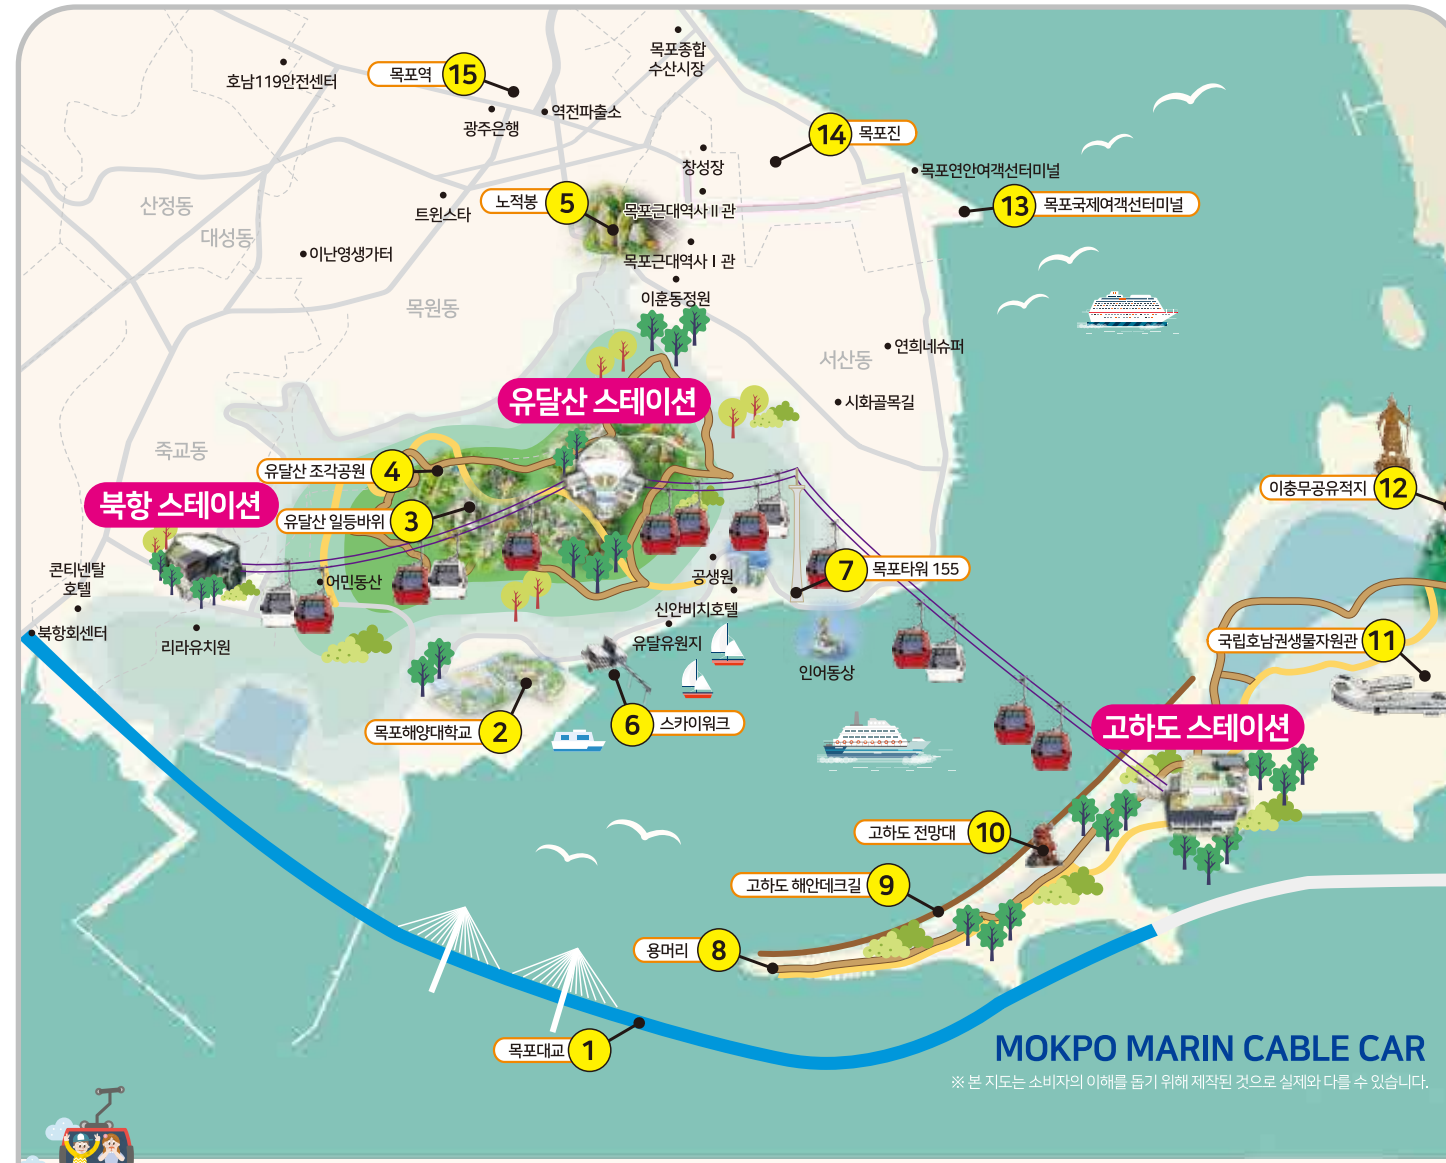 목포종합
수산시장
호남119안전센터
목포역 15
역전파출소
광주은행
14 목포진
창성장
목포연안여객선터미널
산정동
트윈스타
노적봉 5
목포근대역사Ⅱ관
13 목포국제여객선터미널
대성동
이난영생가터
목포근대역사Ⅰ관
목원동
이훈동정원
서산동
연희네슈퍼
유달산 스테이션
시화골목길
죽교동
유달산 조각공원 4
이충무공유적지 12
북항 스테이션
유달산 일등바위 3
콘티넨탈
호텔
어민동산
공생원
7 목포타워 155
신안비치호텔
북항회센터
리라유치원
유달유원지
국립호남권생물자원관 11
인어동상
목포해양대학교 2
6 스카이워크
고하도 스테이션
고하도 전망대 10
고하도 해안데크길 9
용머리 8
목포대교 1
MOKPO MARIN CABLE CAR
※ 본 지도는 소비자의 이해를 돕기 위해 제작된 것으로 실제와 다를 수 있습니다.